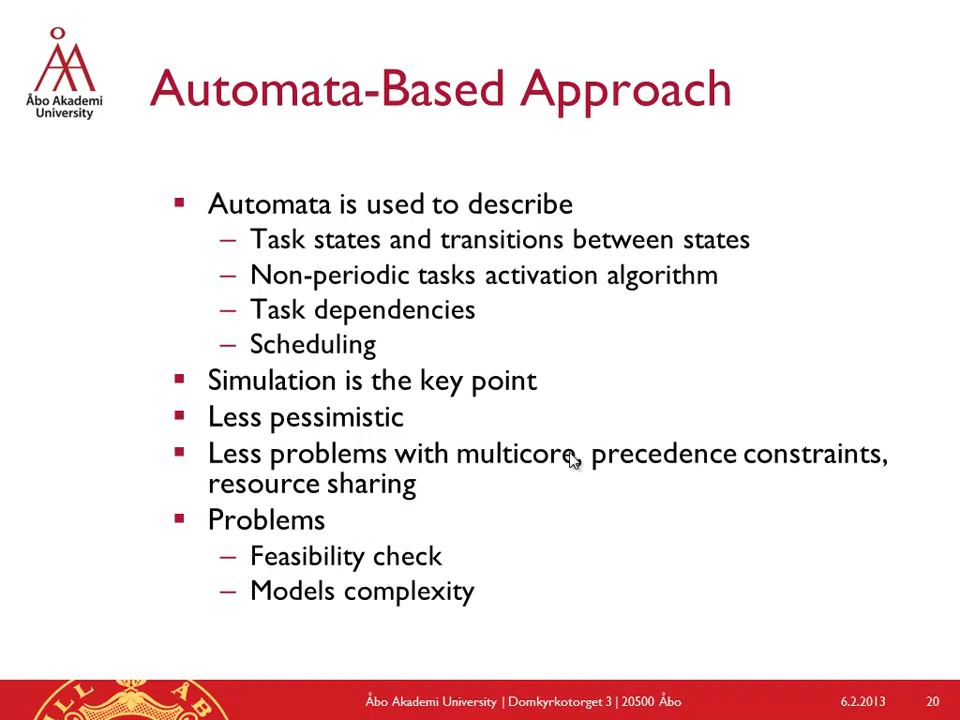 Åbo Akademi
University
Automata-Based Approach
Automata is used to describe
– Task states and transitions between states
– Non-periodic tasks activation algorithm
– Task dependencies
– Scheduling
Simulation is the key point
Less pessimistic
Less problems with multicore, precedence constraints,
resource sharing
Problems
– Feasibility check
– Models complexity
Åbo Akademi University | Domkyrkotorget 3 | 20500 Åbo
6.2.2013
20